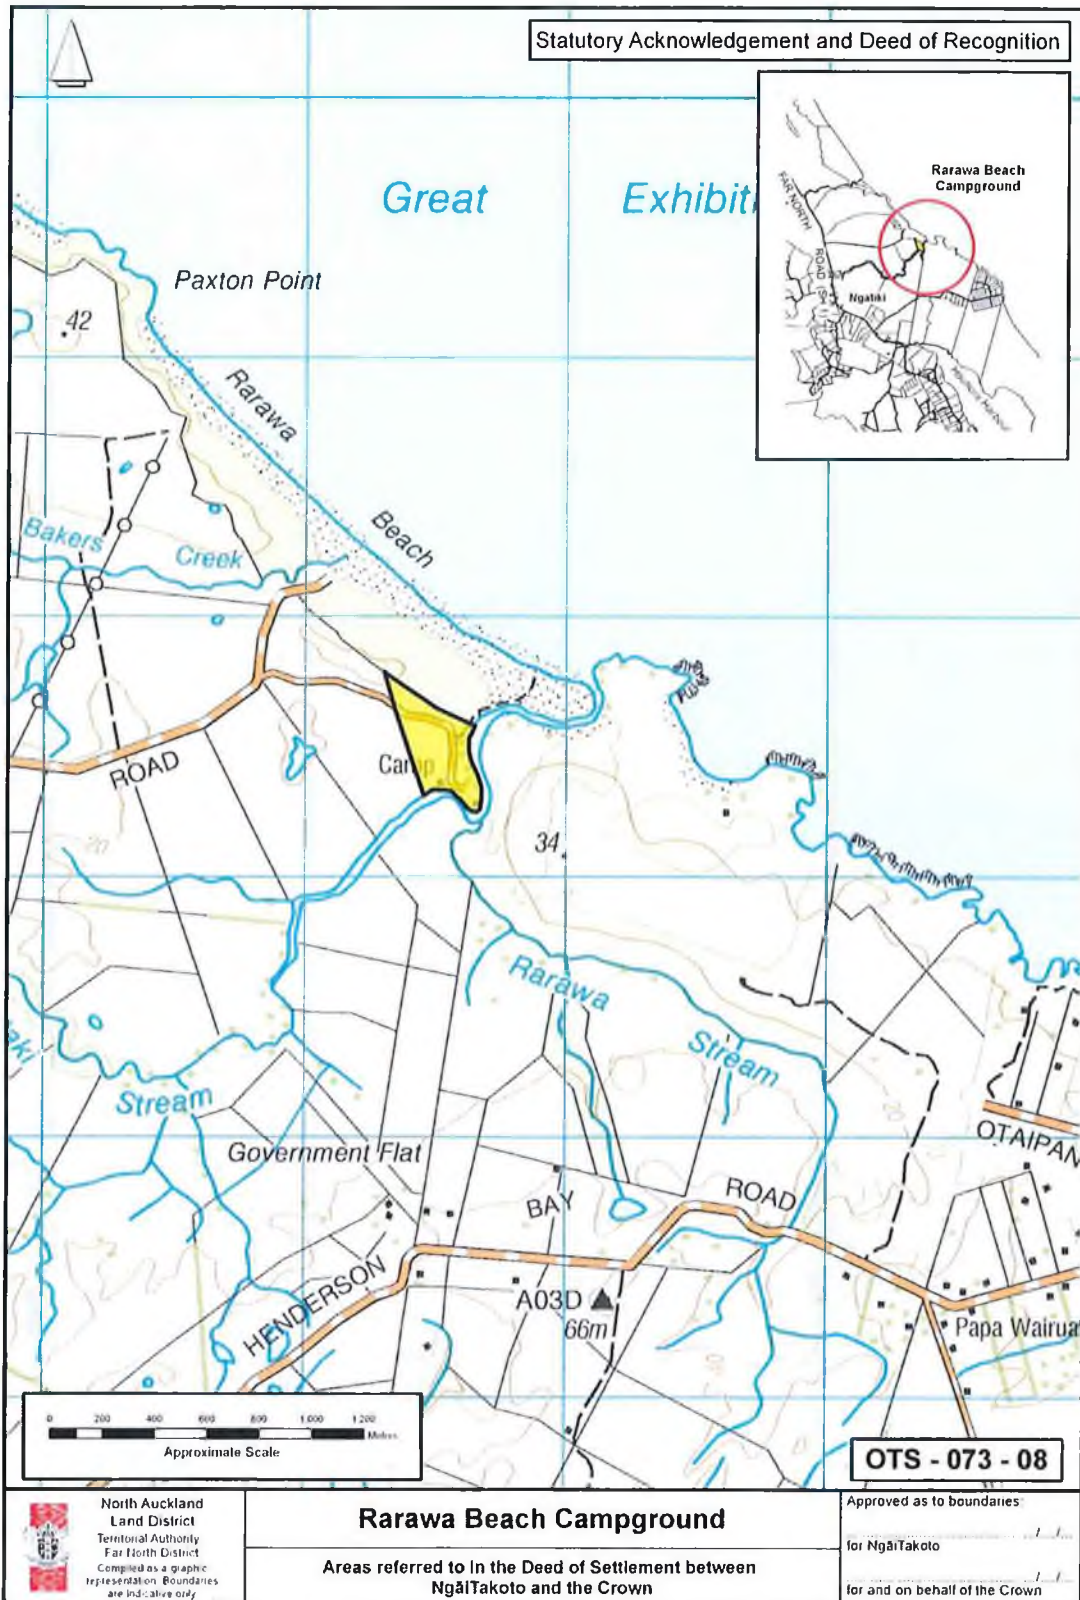 Statutory Acknowledgement and Deed of Recognition
Rarawa Beach
Campground
FAR NORTH
ROAD
Ngataki
Great Exhibiti
Paxton Point
42
Rarawa
Beach
Bakers Creek
ROAD
20
Camp
34
Rarawa
Stream
aki
Stream
20
Government Flat
OTAIPAN
BAY
ROAD
HENDERSON
A03D
66m
Papa Wairua
0 200 400 600 800 1,000 1,200
Metres
Approximate Scale
OTS - 073 - 08
North Auckland
Land District
Territorial Authority
Far North District
Compiled as a graphic
representation. Boundaries
are indicative only
Rarawa Beach Campground
Areas referred to in the Deed of Settlement between
NgāiTakoto and the Crown
Approved as to boundaries:
/ /
for NgāiTakoto
/ /
for and on behalf of the Crown